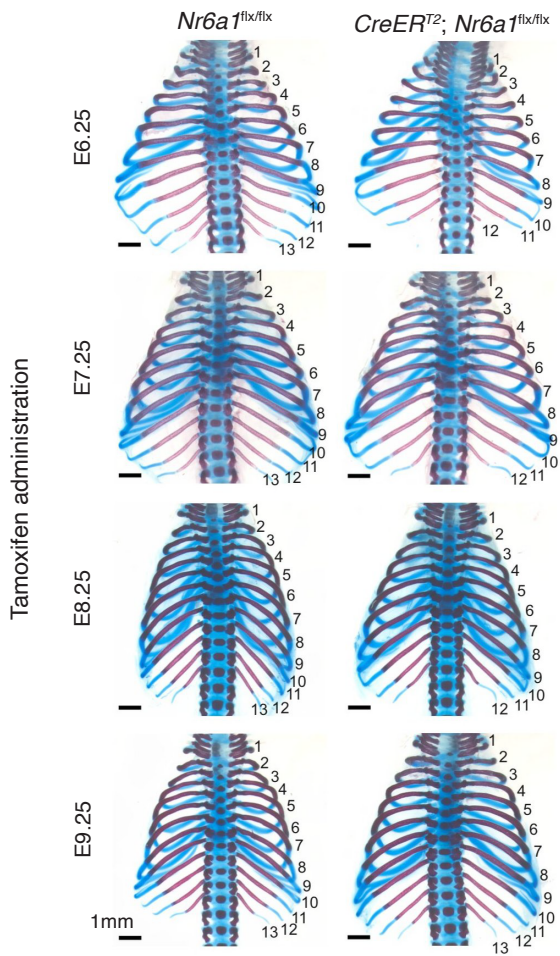 Nr6a1flx/flx CreERT2; Nr6a1flx/flx
Tamoxifen administration
E6.25
1 2 3 4 5 6 7 8 9 10 11 12 13
1 2 3 4 5 6 7 8 9 10 11 12
E7.25
1 2 3 4 5 6 7 8 9 10 11 12 13
1 2 3 4 5 6 7 8 9 10 11 12
E8.25
1 2 3 4 5 6 7 8 9 10 11 12 13
1 2 3 4 5 6 7 8 9 10 11 12
E9.25
1 2 3 4 5 6 7 8 9 10 11 12 13
1 2 3 4 5 6 7 8 9 10 11 12 13
1mm